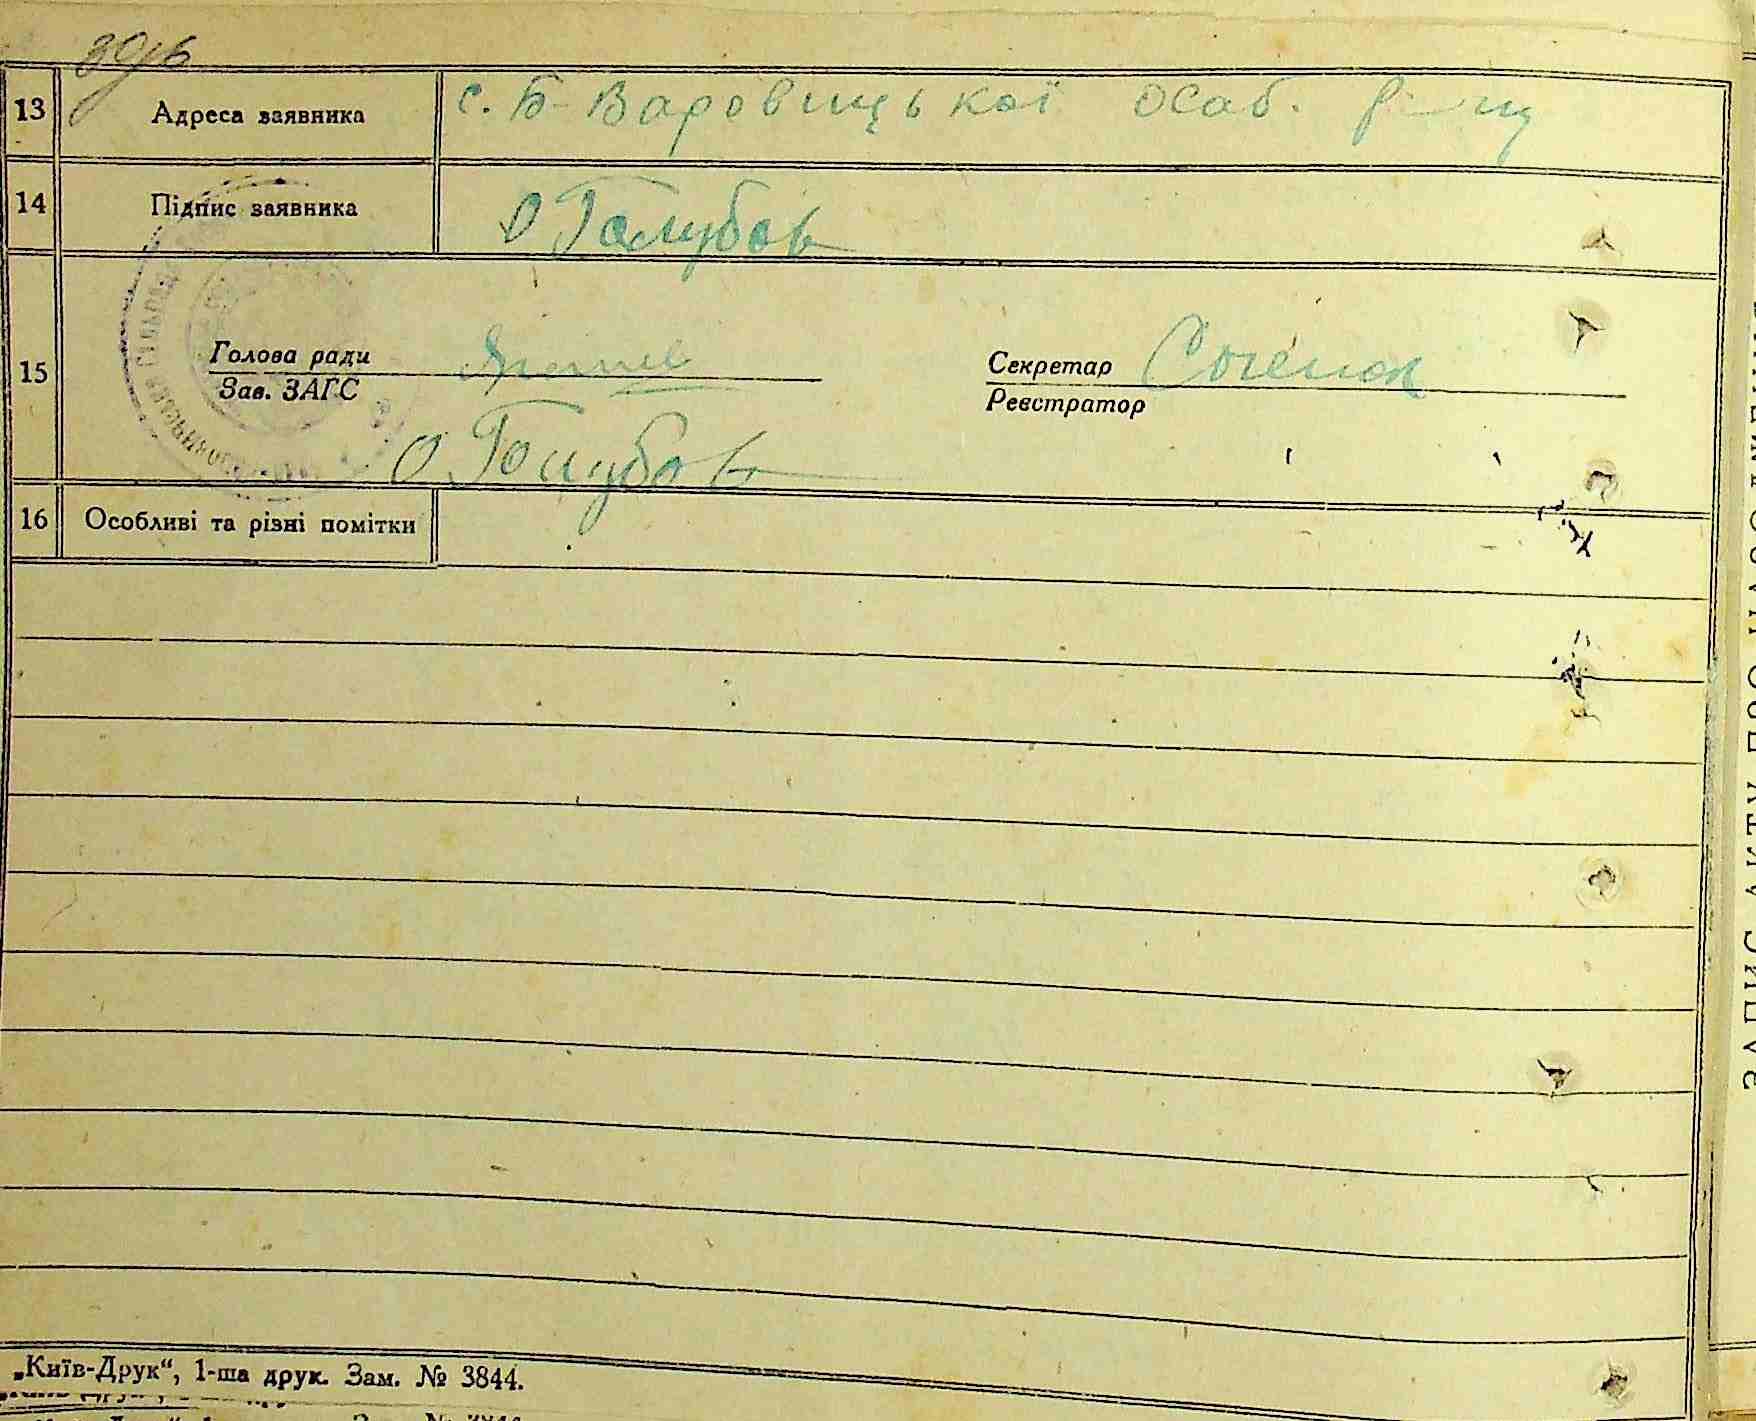 13 Адреса заявника с. Б-Варовицької особ. р-ну
14 Підпис заявника О Голубов
Голова ради
15 Секретар
Зав. ЗАГС
Реєстратор
О Голубов
16 Особливі та різні помітки
„Київ-Друк“, 1-ша друк. Зам. № 3844.